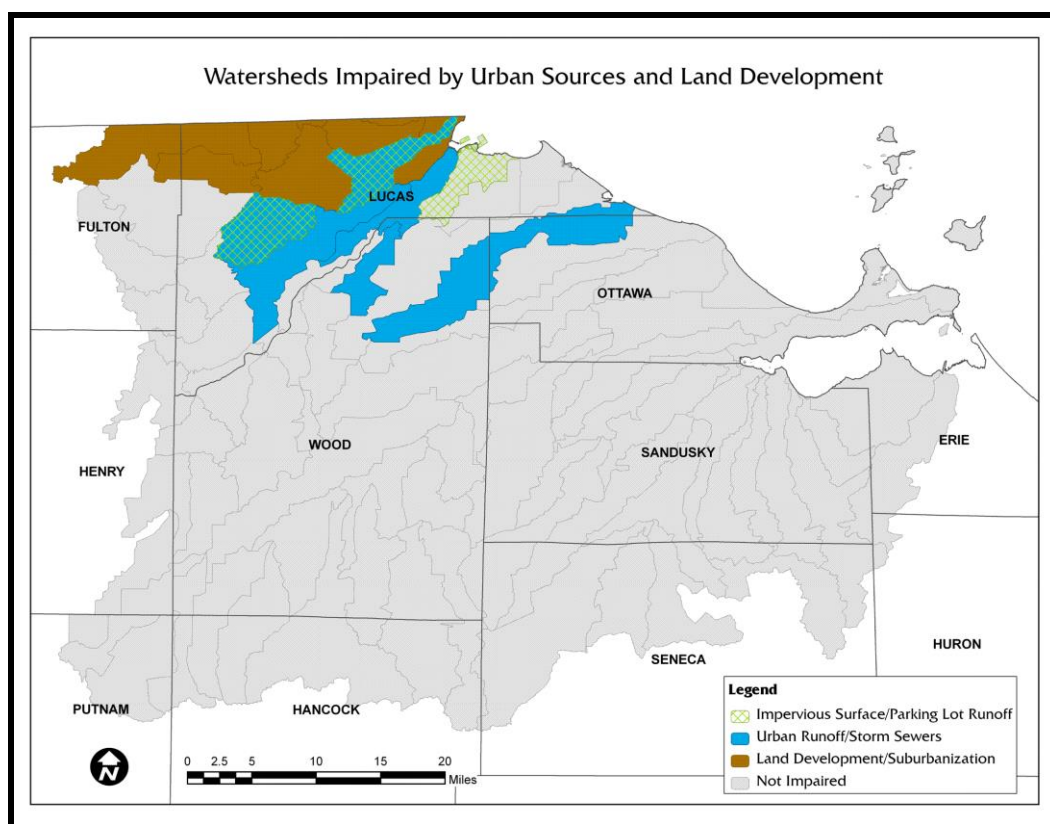 Watersheds Impaired by Urban Sources and Land Development
LUCAS
FULTON
OTTAWA
WOOD
SANDUSKY
ERIE
HENRY
HURON
SENECA
PUTNAM
HANCOCK
Legend
Impervious Surface/Parking Lot Runoff
Urban Runoff/Storm Sewers
Land Development/Suburbanization
Not Impaired
N
0 2.5 5 10 15 20
Miles